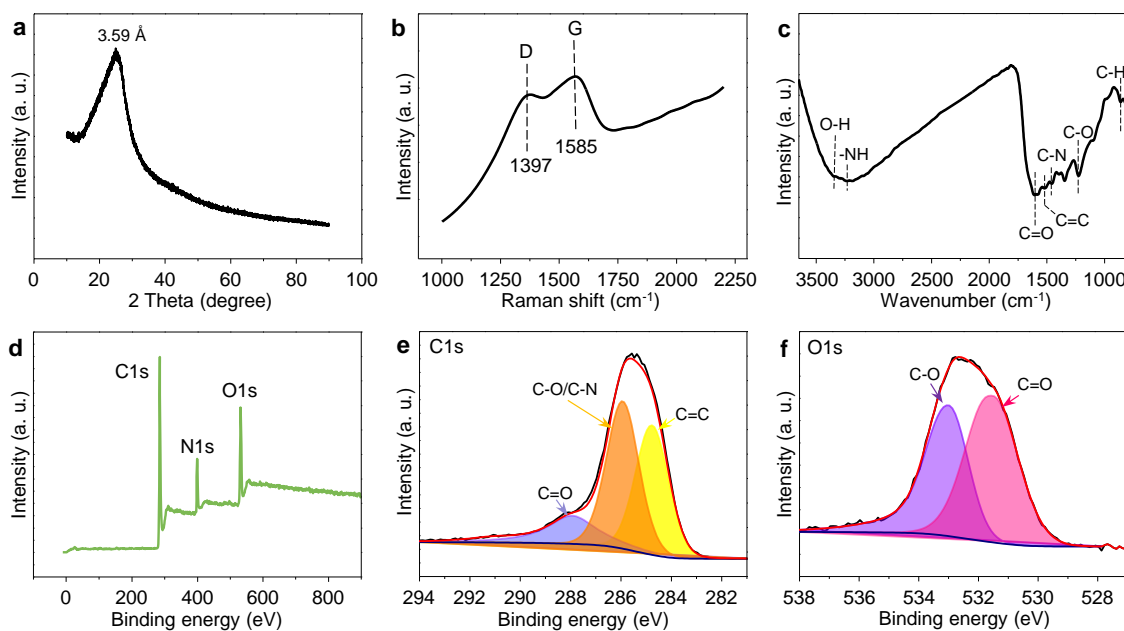 a
3.59 Å
Intensity (a. u.)
0 20 40 60 80 100
2 Theta (degree)
b
D
G
1397
1585
Intensity (a. u.)
1000 1250 1500 1750 2000 2250
Raman shift (cm⁻¹)
c
O-H
-NH
C=O
C=C
C-N
C-O
C-H
Intensity (a. u.)
3500 3000 2500 2000 1500 1000
Wavenumber (cm⁻¹)
d
C1s
N1s
O1s
Intensity (a. u.)
0 200 400 600 800
Binding energy (eV)
e
C1s
C-O/C-N
C=C
C=O
Intensity (a. u.)
294 292 290 288 286 284 282
Binding energy (eV)
f
O1s
C-O
C=O
Intensity (a. u.)
538 536 534 532 530 528
Binding energy (eV)